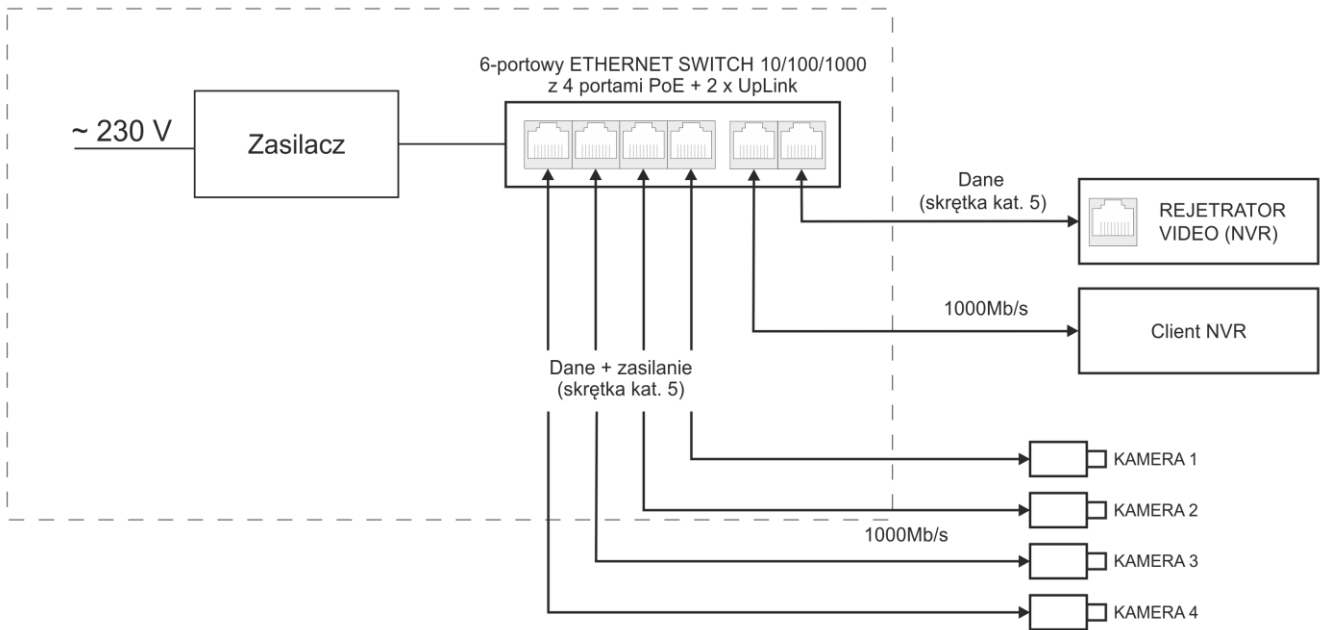 6-portowy ETHERNET SWITCH 10/100/1000
z 4 portami PoE + 2 x UpLink
~ 230 V
Zasilacz
Dane
(skrętka kat. 5)
REJETRATOR
VIDEO (NVR)
1000Mb/s
Client NVR
Dane + zasilanie
(skrętka kat. 5)
KAMERA 1
KAMERA 2
1000Mb/s
KAMERA 3
KAMERA 4